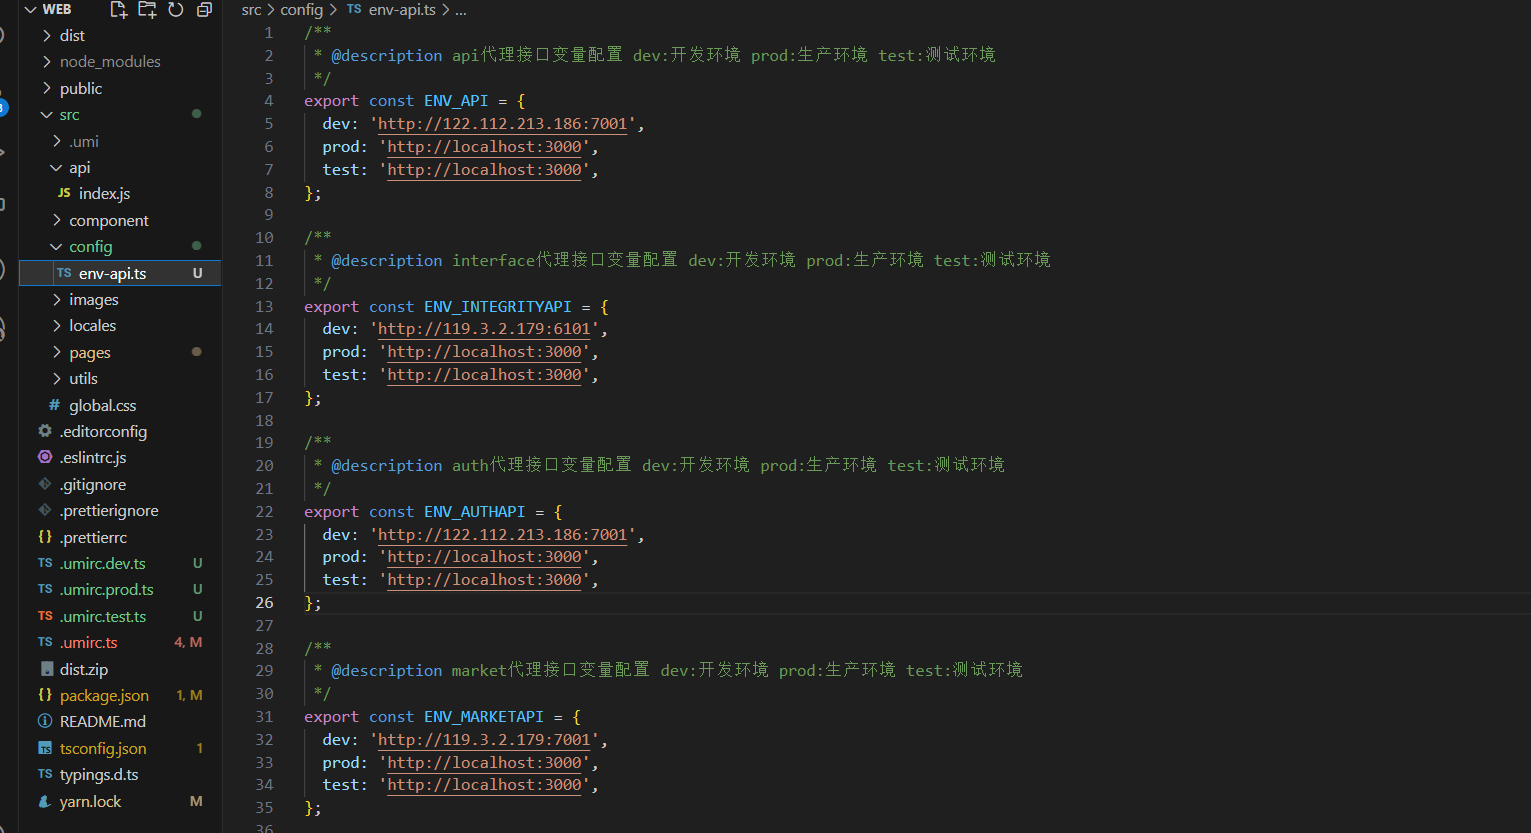 WEB
dist
node_modules
public
src
.umi
api
JS index.js
component
config
TS env-api.ts U
images
locales
pages
utils
# global.css
.editorconfig
.eslintrc.js
.gitignore
.prettierignore
{} .prettierrc
TS .umirc.dev.ts U
TS .umirc.prod.ts U
TS .umirc.test.ts U
TS .umirc.ts 4, M
dist.zip
{} package.json 1, M
README.md
TS tsconfig.json 1
TS typings.d.ts
yarn.lock M
src > config > TS env-api.ts > ...
1 /**
2 * @description api代理接口变量配置 dev:开发环境 prod:生产环境 test:测试环境
3 */
4 export const ENV_API = {
5 dev: 'http://122.112.213.186:7001',
6 prod: 'http://localhost:3000',
7 test: 'http://localhost:3000',
8 };
9
10 /**
11 * @description interface代理接口变量配置 dev:开发环境 prod:生产环境 test:测试环境
12 */
13 export const ENV_INTEGRITYAPI = {
14 dev: 'http://119.3.2.179:6101',
15 prod: 'http://localhost:3000',
16 test: 'http://localhost:3000',
17 };
18
19 /**
20 * @description auth代理接口变量配置 dev:开发环境 prod:生产环境 test:测试环境
21 */
22 export const ENV_AUTHAPI = {
23 dev: 'http://122.112.213.186:7001',
24 prod: 'http://localhost:3000',
25 test: 'http://localhost:3000',
26 };
27
28 /**
29 * @description market代理接口变量配置 dev:开发环境 prod:生产环境 test:测试环境
30 */
31 export const ENV_MARKETAPI = {
32 dev: 'http://119.3.2.179:7001',
33 prod: 'http://localhost:3000',
34 test: 'http://localhost:3000',
35 };
36